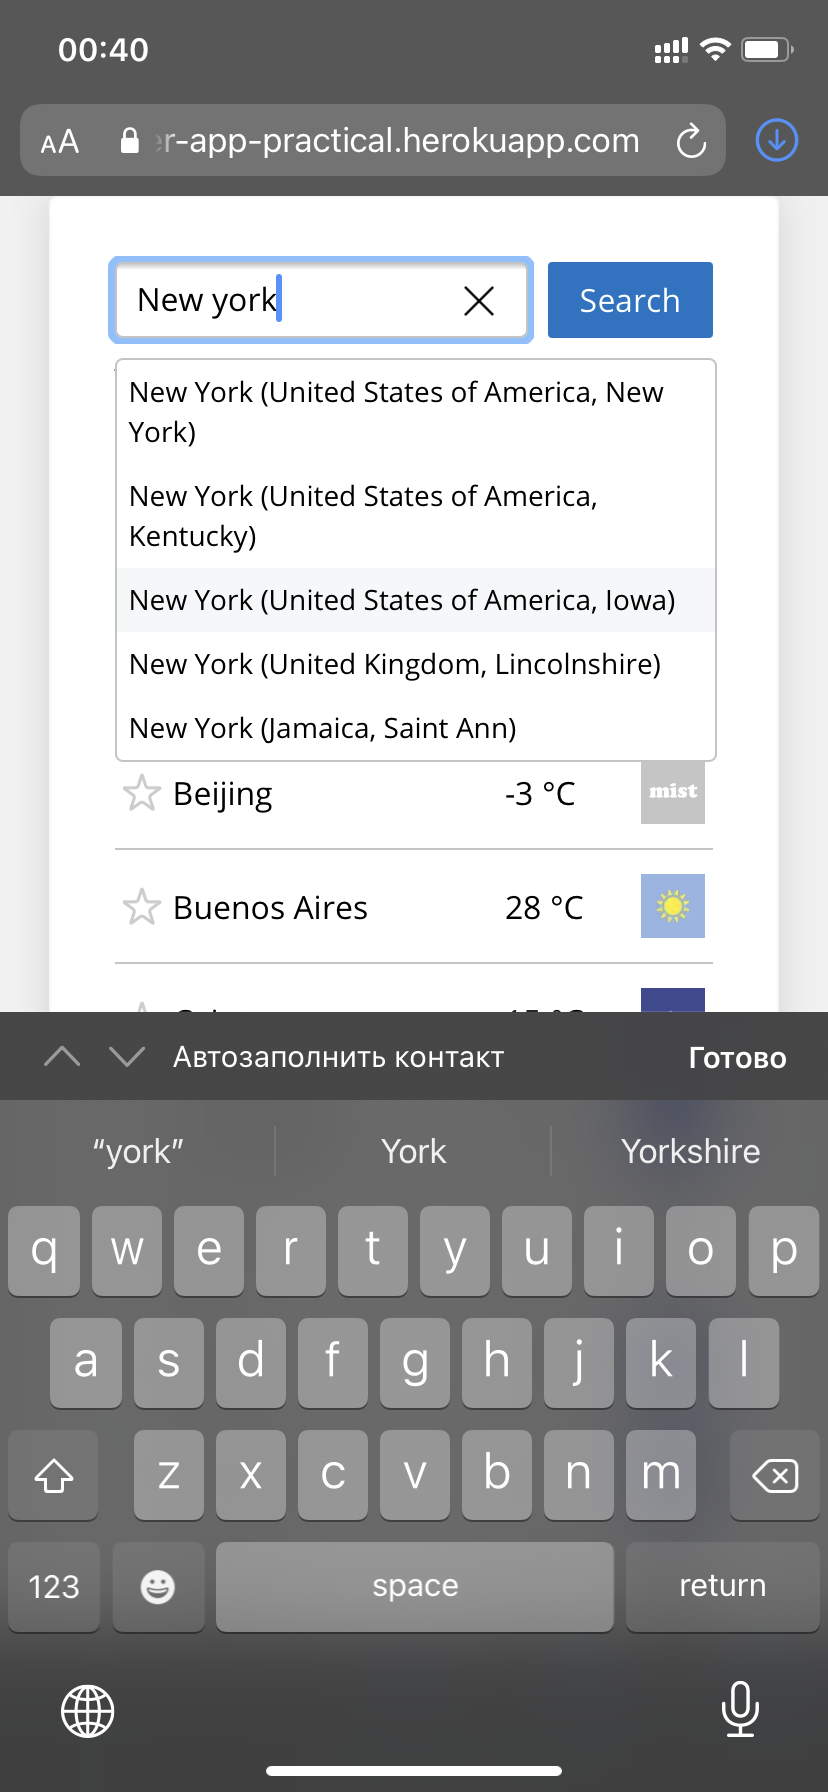 00:40
AA
r-app-practical.herokuapp.com
New york
Search
New York (United States of America, New
York)
New York (United States of America,
Kentucky)
New York (United States of America, Iowa)
New York (United Kingdom, Lincolnshire)
New York (Jamaica, Saint Ann)
Beijing -3 °C mist
Buenos Aires 28 °C
Автозаполнить контакт Готово
“york” York Yorkshire
q w e r t y u i o p
a s d f g h j k l
z x c v b n m
123 space return